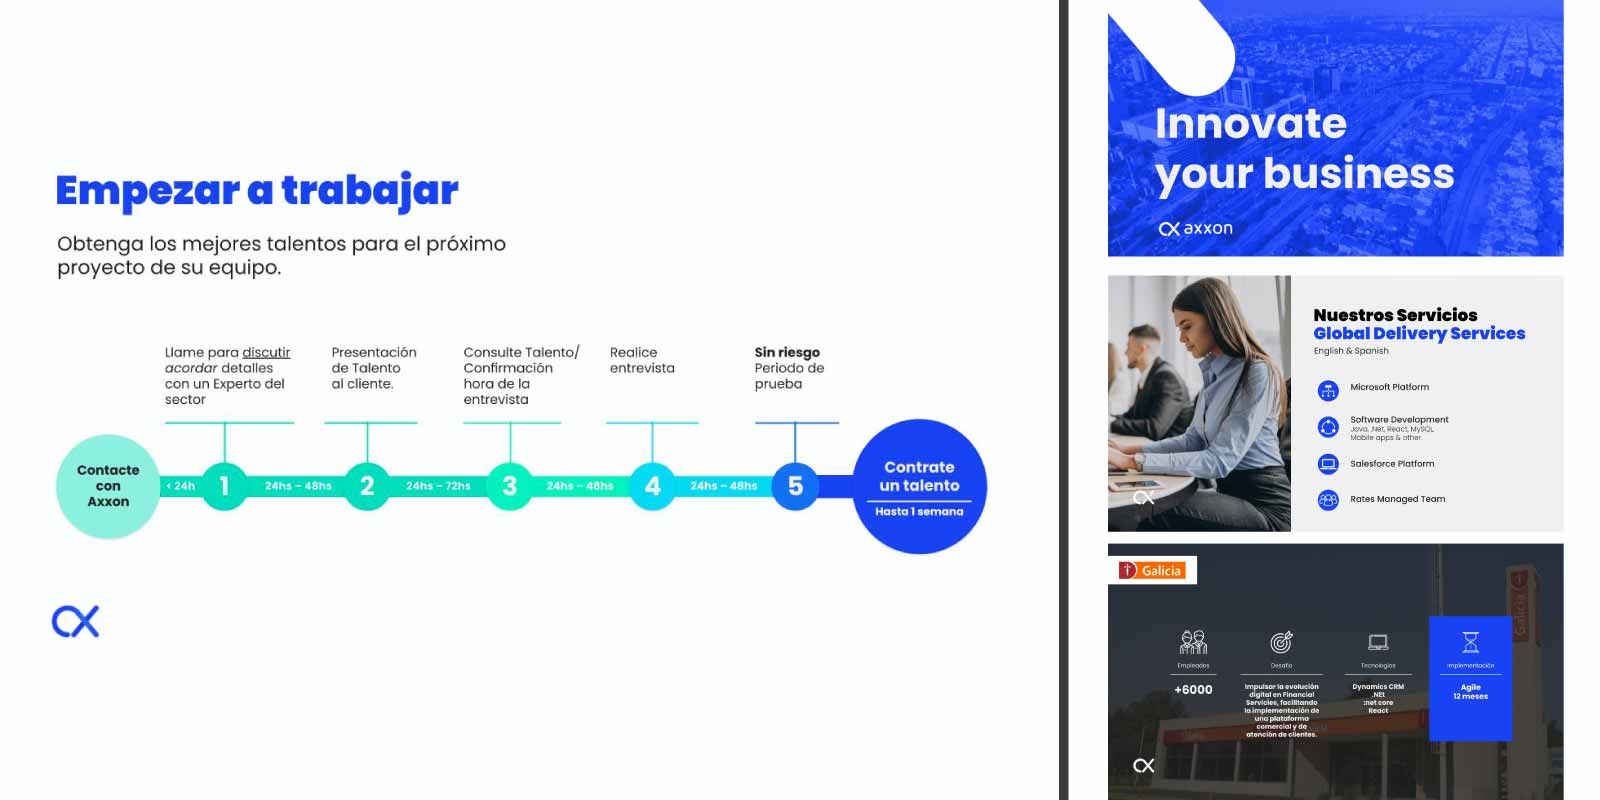 Empezar a trabajar
Obtenga los mejores talentos para el próximo
proyecto de su equipo.
Llame para discutir
acordar detalles
con un Experto del
sector
Presentación
de Talento
al cliente.
Consulte Talento/
Confirmación
hora de la
entrevista
Realice
entrevista
Sin riesgo
Periodo de
prueba
Contacte
con
Axxon
< 24h
1
24hs – 48hs
2
24hs – 72hs
3
24hs – 48hs
4
24hs – 48hs
5
Contrate
un talento
Hasta 1 semana
Innovate
your business
axxon
Nuestros Servicios
Global Delivery Services
English & Spanish
Microsoft Platform
Software Development
Java, .Net, React, MySQL
Mobile apps & other.
Salesforce Platform
Rates Managed Team
Galicia
Galicia
Empleados
+6000
Desafío
Impulsar la evolución
digital en Financial
Servicies, facilitando
la implementación de
una plataforma
comercial y de
atención de clientes.
Tecnologías
Dynamics CRM
.NEt
.net core
React
Implementación
Agile
12 meses